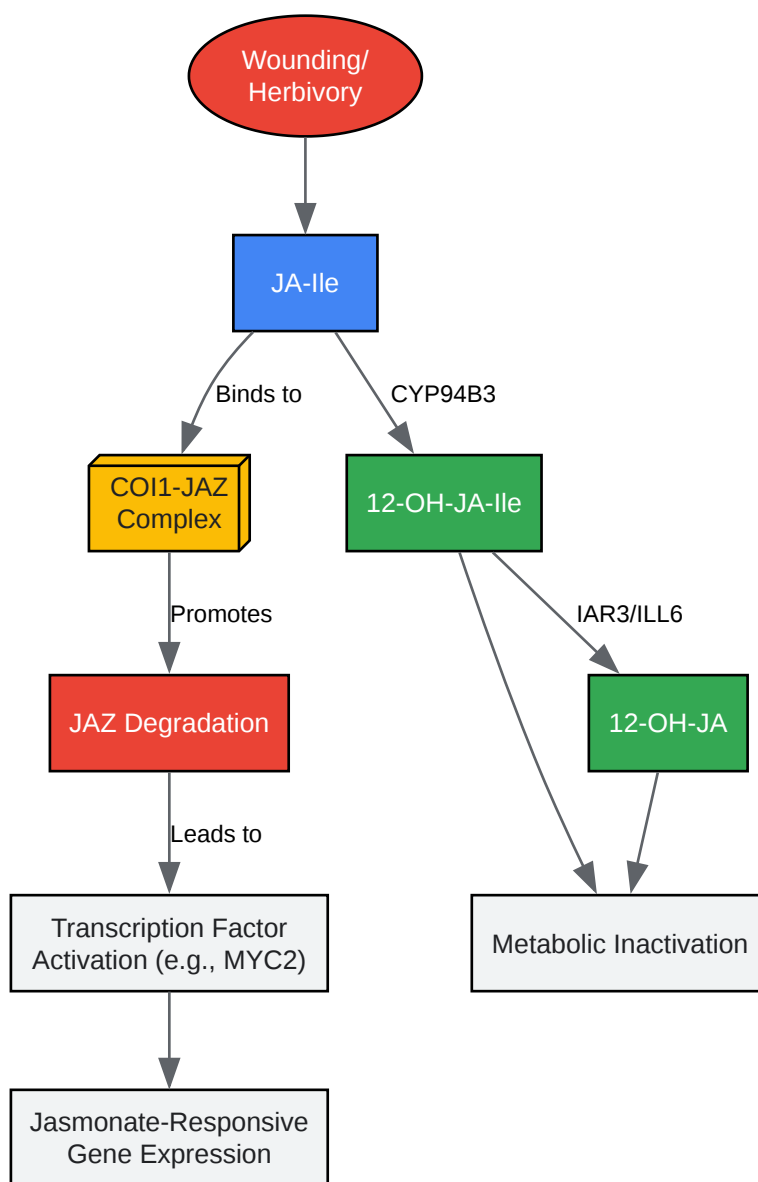 Wounding/
Herbivory
JA-Ile
Binds to
CYP94B3
COI1-JAZ
Complex
12-OH-JA-Ile
Promotes
IAR3/ILL6
JAZ Degradation
12-OH-JA
Leads to
Transcription Factor
Activation (e.g., MYC2)
Metabolic Inactivation
Jasmonate-Responsive
Gene Expression